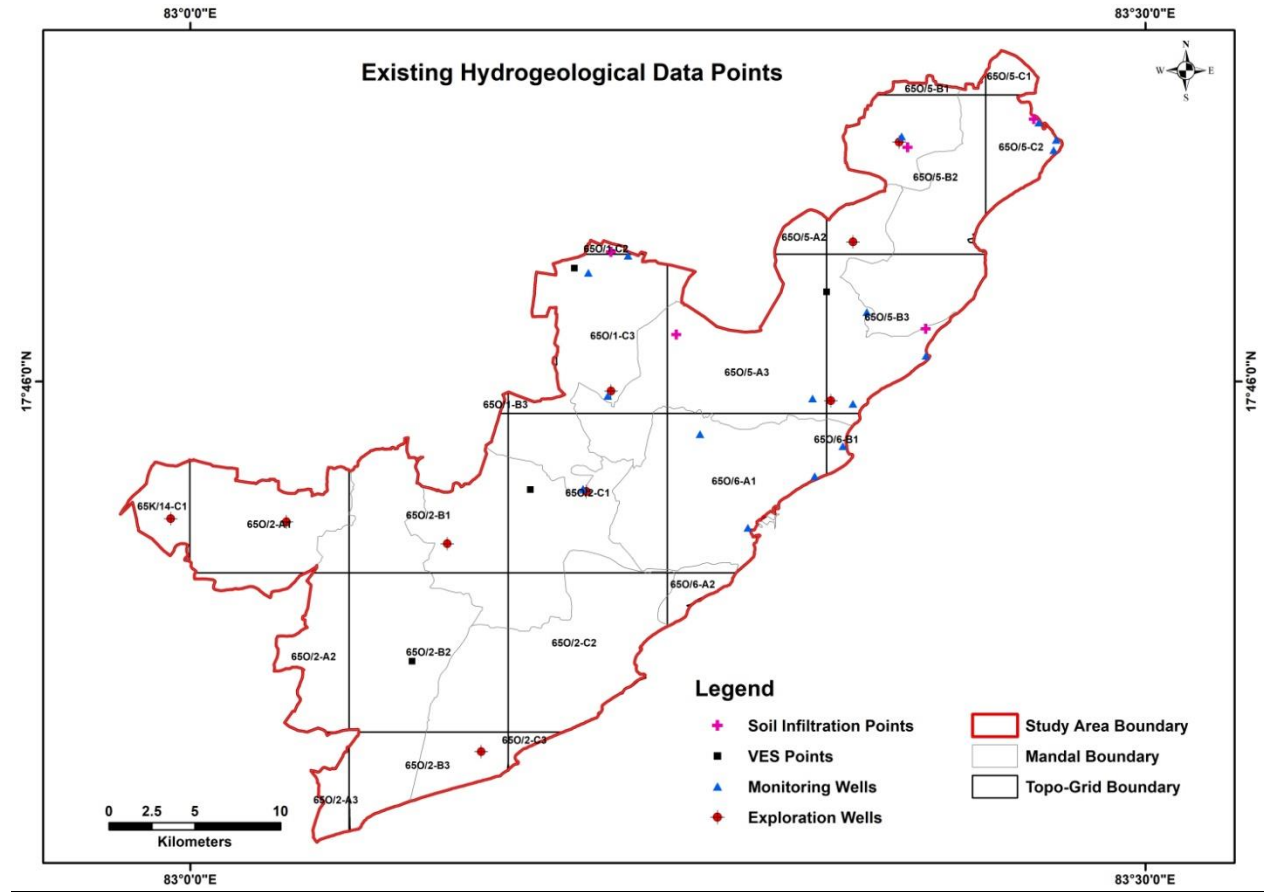 83°0'0"E 83°30'0"E
Existing Hydrogeological Data Points
N
W E
S
65O/5-C1
65O/5-B1
65O/5-C2
65O/5-B2
65O/5-A2
65O/1-C2
65O/5-B3
65O/1-C3
65O/5-A3
17°46'0"N 17°46'0"N
65O/1-B3
65O/6-B1
65O/6-A1
65O/2-C1
65K/14-C1
65O/2-B1
65O/2-A1
65O/6-A2
65O/2-C2
65O/2-B2
65O/2-A2
65O/2-C3
65O/2-B3
65O/2-A3
Legend
Soil Infiltration Points
VES Points
Monitoring Wells
Exploration Wells
Study Area Boundary
Mandal Boundary
Topo-Grid Boundary
0 2.5 5 10
Kilometers
83°0'0"E 83°30'0"E